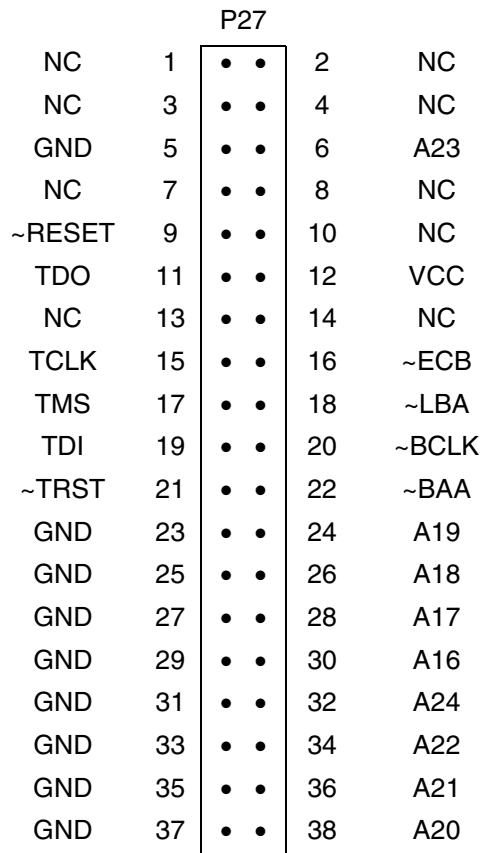 P27
NC 1 • • 2 NC
NC 3 • • 4 NC
GND 5 • • 6 A23
NC 7 • • 8 NC
~RESET 9 • • 10 NC
TDO 11 • • 12 VCC
NC 13 • • 14 NC
TCLK 15 • • 16 ~ECB
TMS 17 • • 18 ~LBA
TDI 19 • • 20 ~BCLK
~TRST 21 • • 22 ~BAA
GND 23 • • 24 A19
GND 25 • • 26 A18
GND 27 • • 28 A17
GND 29 • • 30 A16
GND 31 • • 32 A24
GND 33 • • 34 A22
GND 35 • • 36 A21
GND 37 • • 38 A20